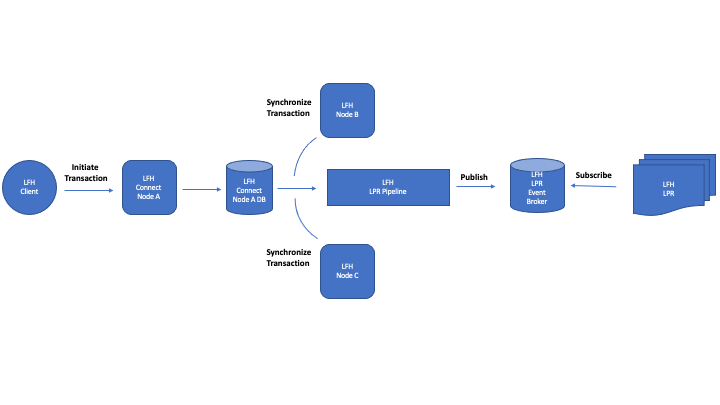 LFH
Client
Initiate
Transaction
LFH
Connect
Node A
LFH
Connect
Node A DB
Synchronize
Transaction
LFH
Node B
LFH
LPR Pipeline
Synchronize
Transaction
LFH
Node C
Publish
LFH
LPR
Event
Broker
Subscribe
LFH
LPR